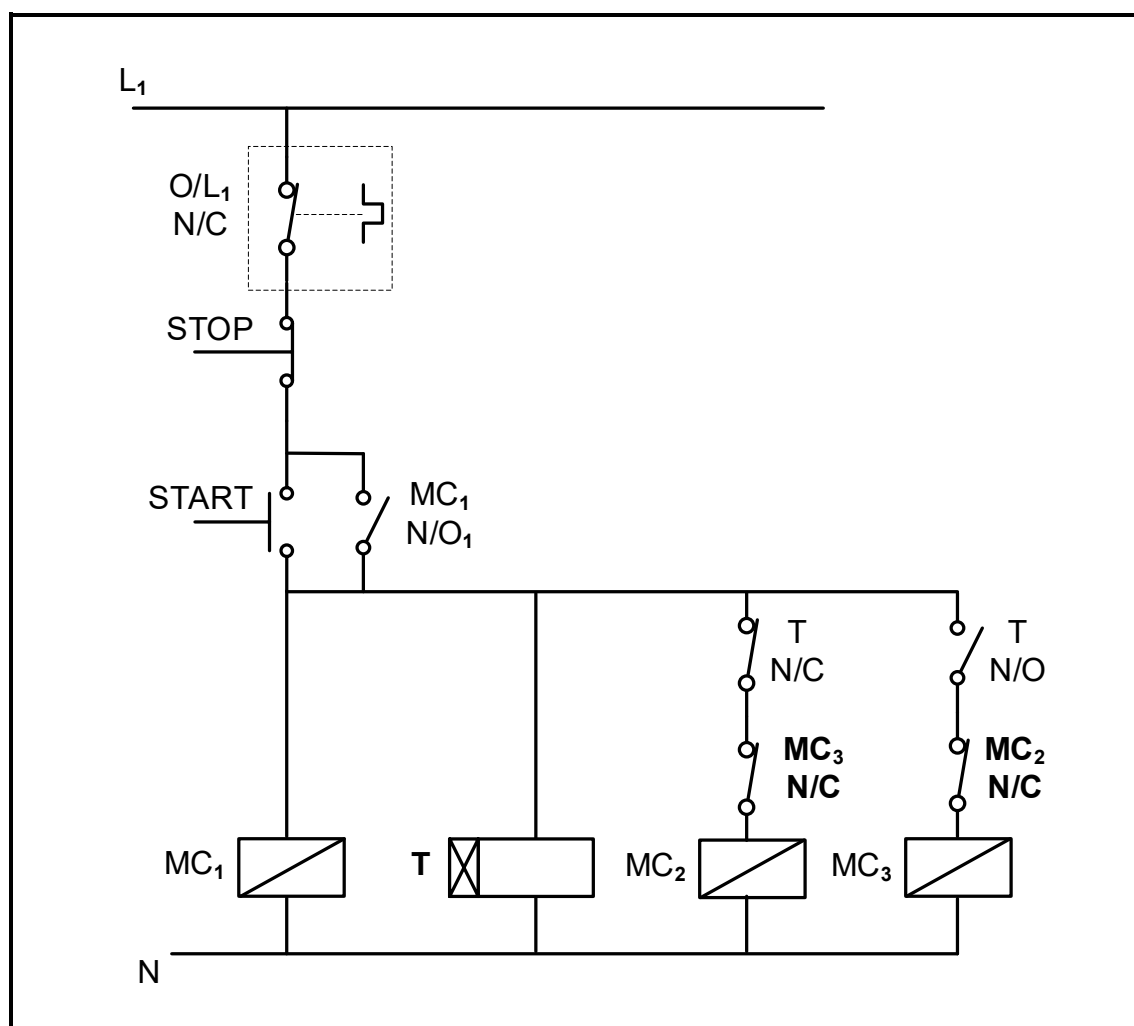 L₁
O/L₁
N/C
STOP
START
MC₁
N/O₁
T
N/C
T
N/O
MC₃
N/C
MC₂
N/C
MC₁
T
MC₂
MC₃
N